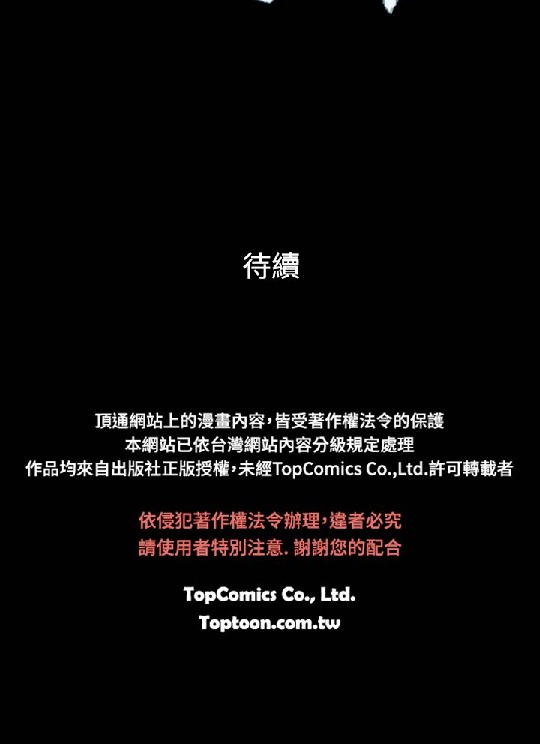 待續
頂通網站上的漫畫內容，皆受著作權法令的保護
本網站已依台灣網站內容分級規定處理
作品均來自出版社正版授權，未經TopComics Co.,Ltd.許可轉載者
依侵犯著作權法令辦理，違者必究
請使用者特別注意. 謝謝您的配合
TopComics Co., Ltd.
Toptoon.com.tw